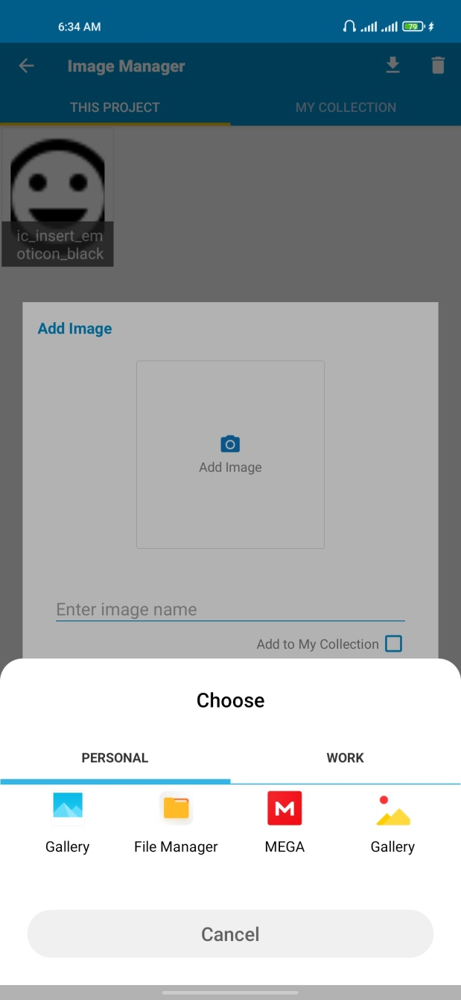 6:34 AM
79
Image Manager
THIS PROJECT
MY COLLECTION
ic_insert_em
oticon_black
Add Image
Add Image
Enter image name
Add to My Collection
Choose
PERSONAL
WORK
Gallery
File Manager
M
MEGA
Gallery
Cancel